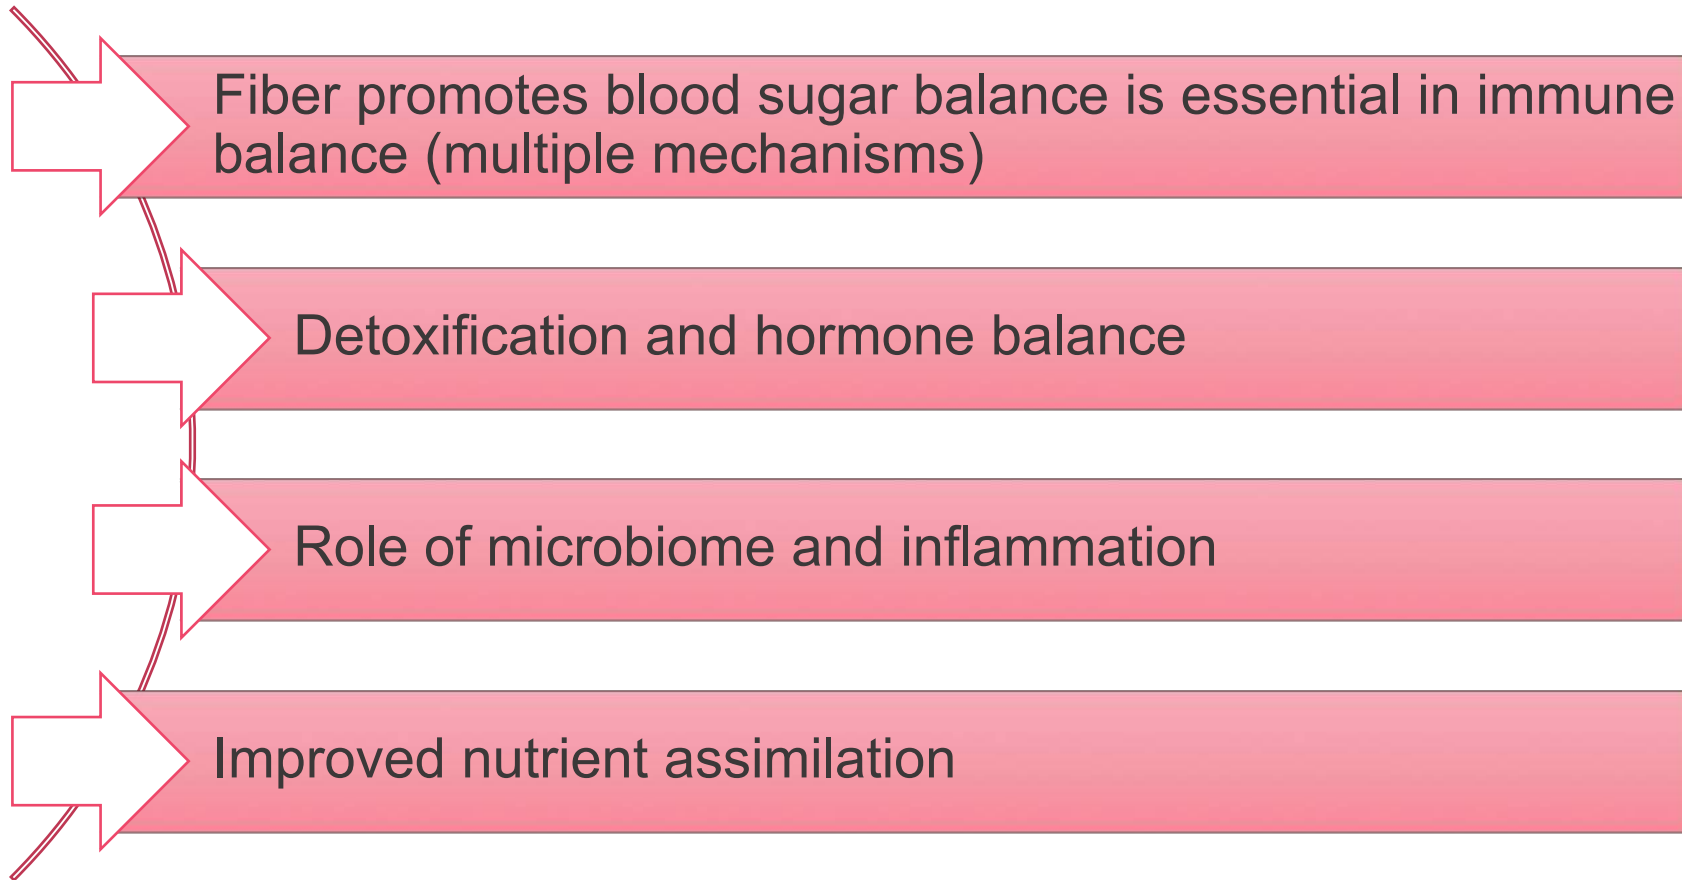 Fiber promotes blood sugar balance is essential in immune
balance (multiple mechanisms)
Detoxification and hormone balance
Role of microbiome and inflammation
Improved nutrient assimilation